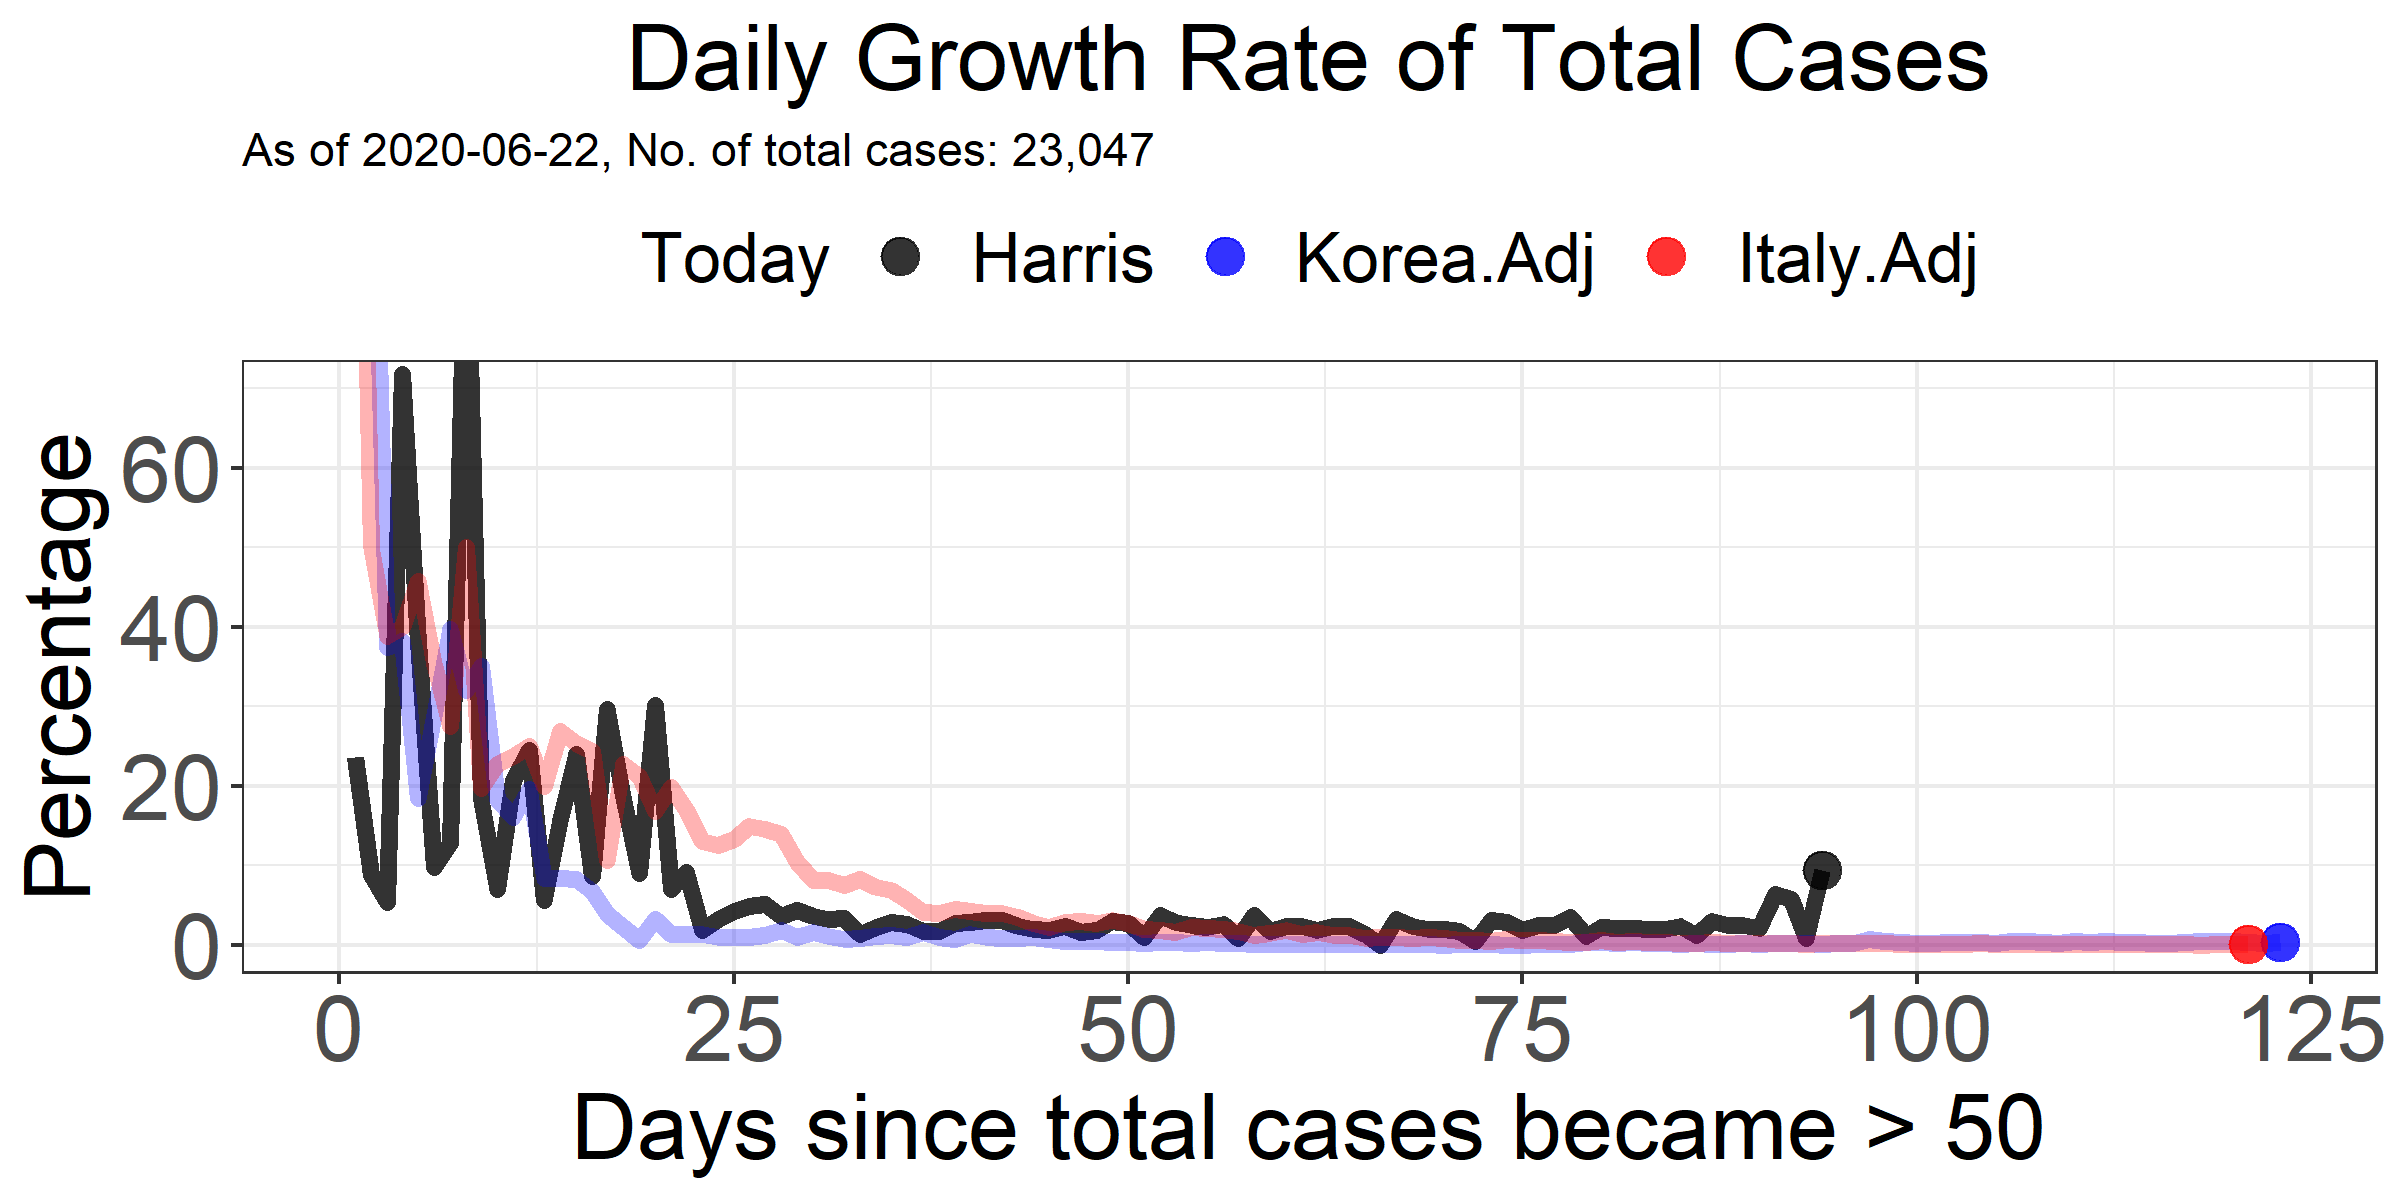 Daily Growth Rate of Total Cases
As of 2020-06-22, No. of total cases: 23,047
Today Harris Korea.Adj Italy.Adj
Percentage
60
40
20
0
0 25 50 75 100 125
Days since total cases became > 50